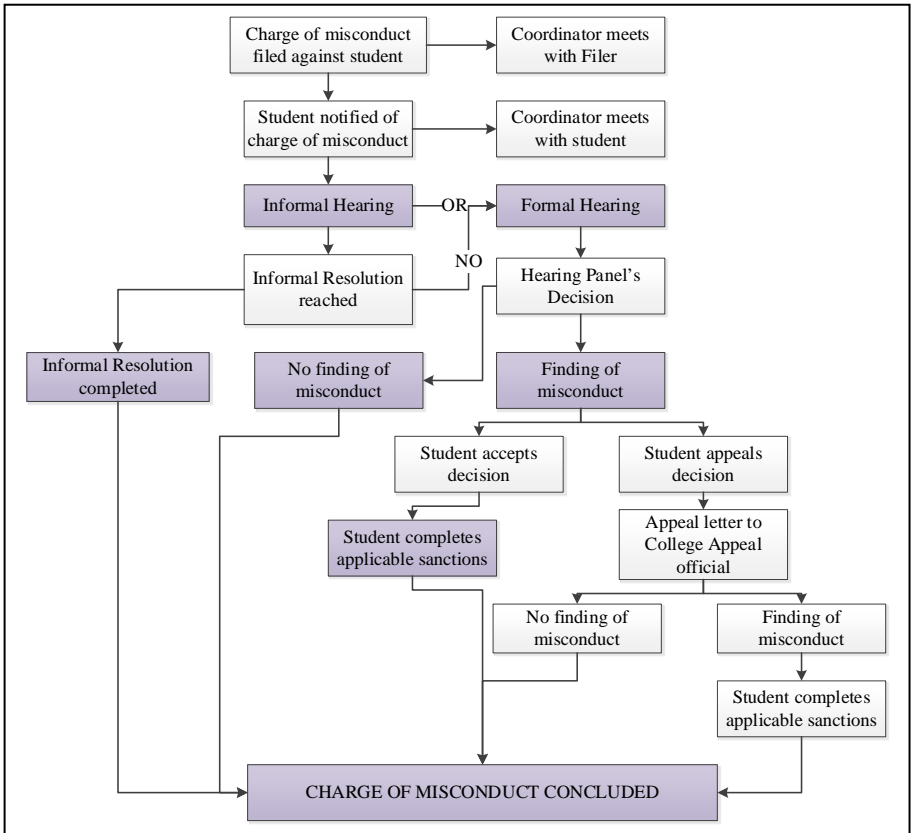 Charge of misconduct
filed against student
Coordinator meets
with Filer
Student notified of
charge of misconduct
Coordinator meets
with student
Informal Hearing
OR
Formal Hearing
NO
Informal Resolution
reached
Hearing Panel’s
Decision
Informal Resolution
completed
No finding of
misconduct
Finding of
misconduct
Student accepts
decision
Student appeals
decision
Student completes
applicable sanctions
Appeal letter to
College Appeal
official
No finding of
misconduct
Finding of
misconduct
Student completes
applicable sanctions
CHARGE OF MISCONDUCT CONCLUDED